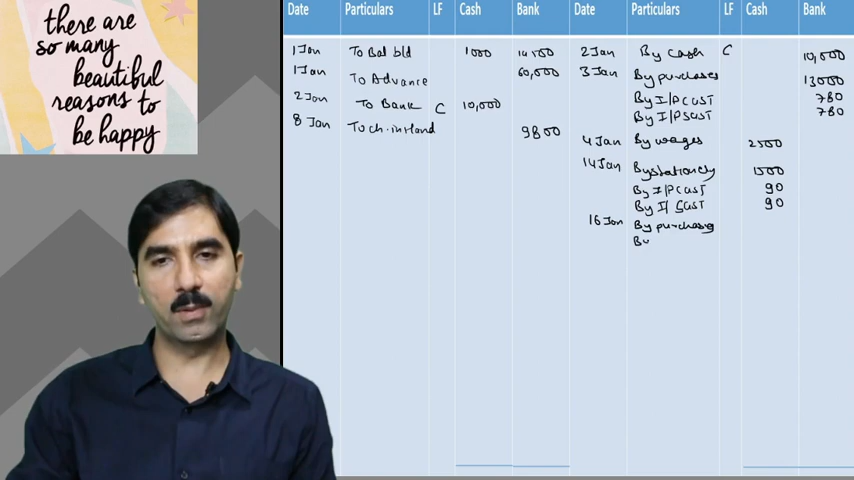 there are
so many
beautiful
reasons to
be happy
Date Particulars LF Cash Bank Date Particulars LF Cash Bank
1 Jan To Bal b/d 1000 2 Jan By cash C 10,000
1 Jan To Advance 60,000 3 Jan By purchases 13000
By I/P CGST 780
2 Jan To Bank C 10,000 By I/P SGST 780
8 Jan To ch. in Hand 9800 4 Jan By wages 2500
14 Jan By stationery 1000
By I/P CGST 90
By I/ SGST 90
16 Jan By purchases
By